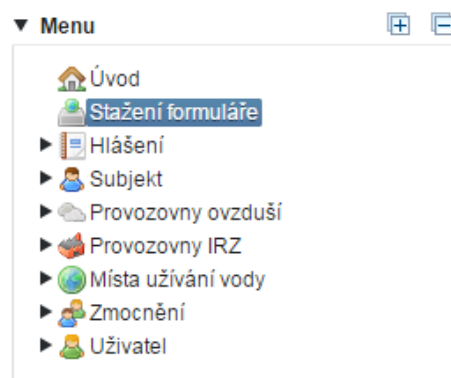 Menu
Úvod
Stažení formuláře
Hlášení
Subjekt
Provozovny ovzduší
Provozovny IRZ
Místa užívání vody
Zmocnění
Uživatel